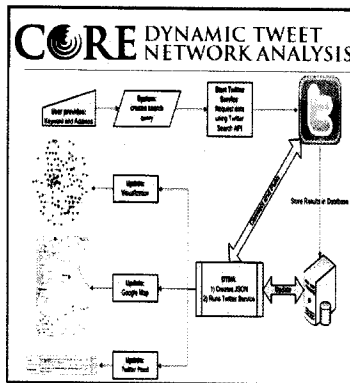 CORE DYNAMIC TWEET
NETWORK ANALYSIS
User provides:
Keyword and Address
System:
creates search
query
Start Twitter
Service
Request data
using Twitter
Search API
Store Results in Database
Update:
Visualization
Update:
Google Map
DTNA
1) Creates JSON
2) Runs Twitter Service
Update
Update:
Twitter Feed